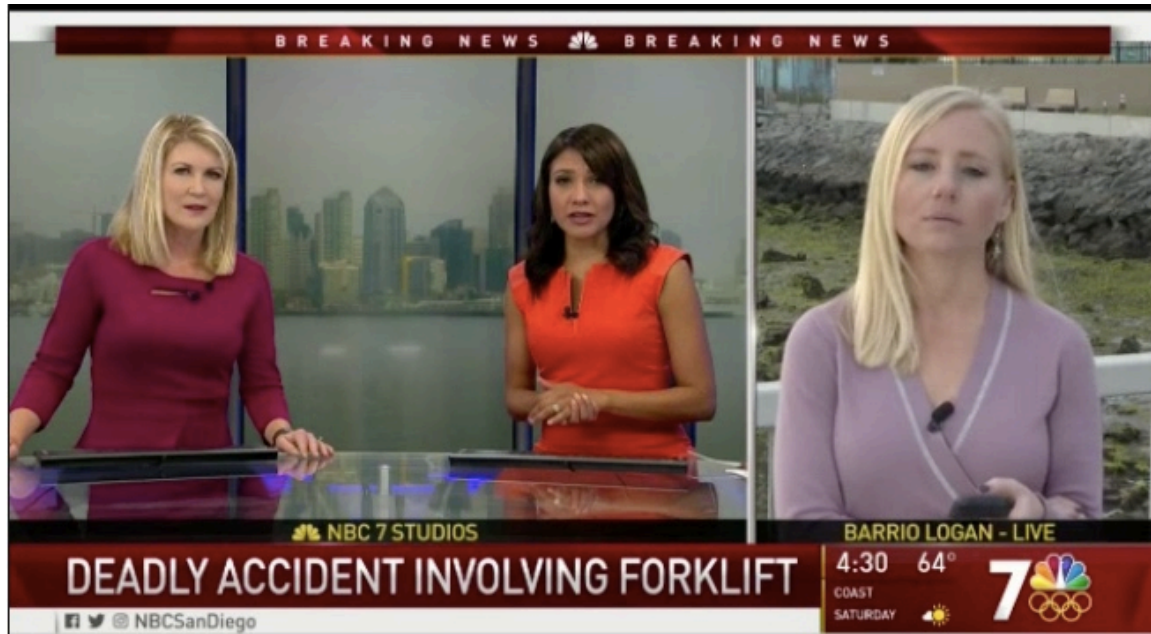 BREAKING NEWS BREAKING NEWS
NBC 7 STUDIOS
BARRIO LOGAN - LIVE
DEADLY ACCIDENT INVOLVING FORKLIFT
4:30 64°
COAST
SATURDAY
7
NBCSanDiego